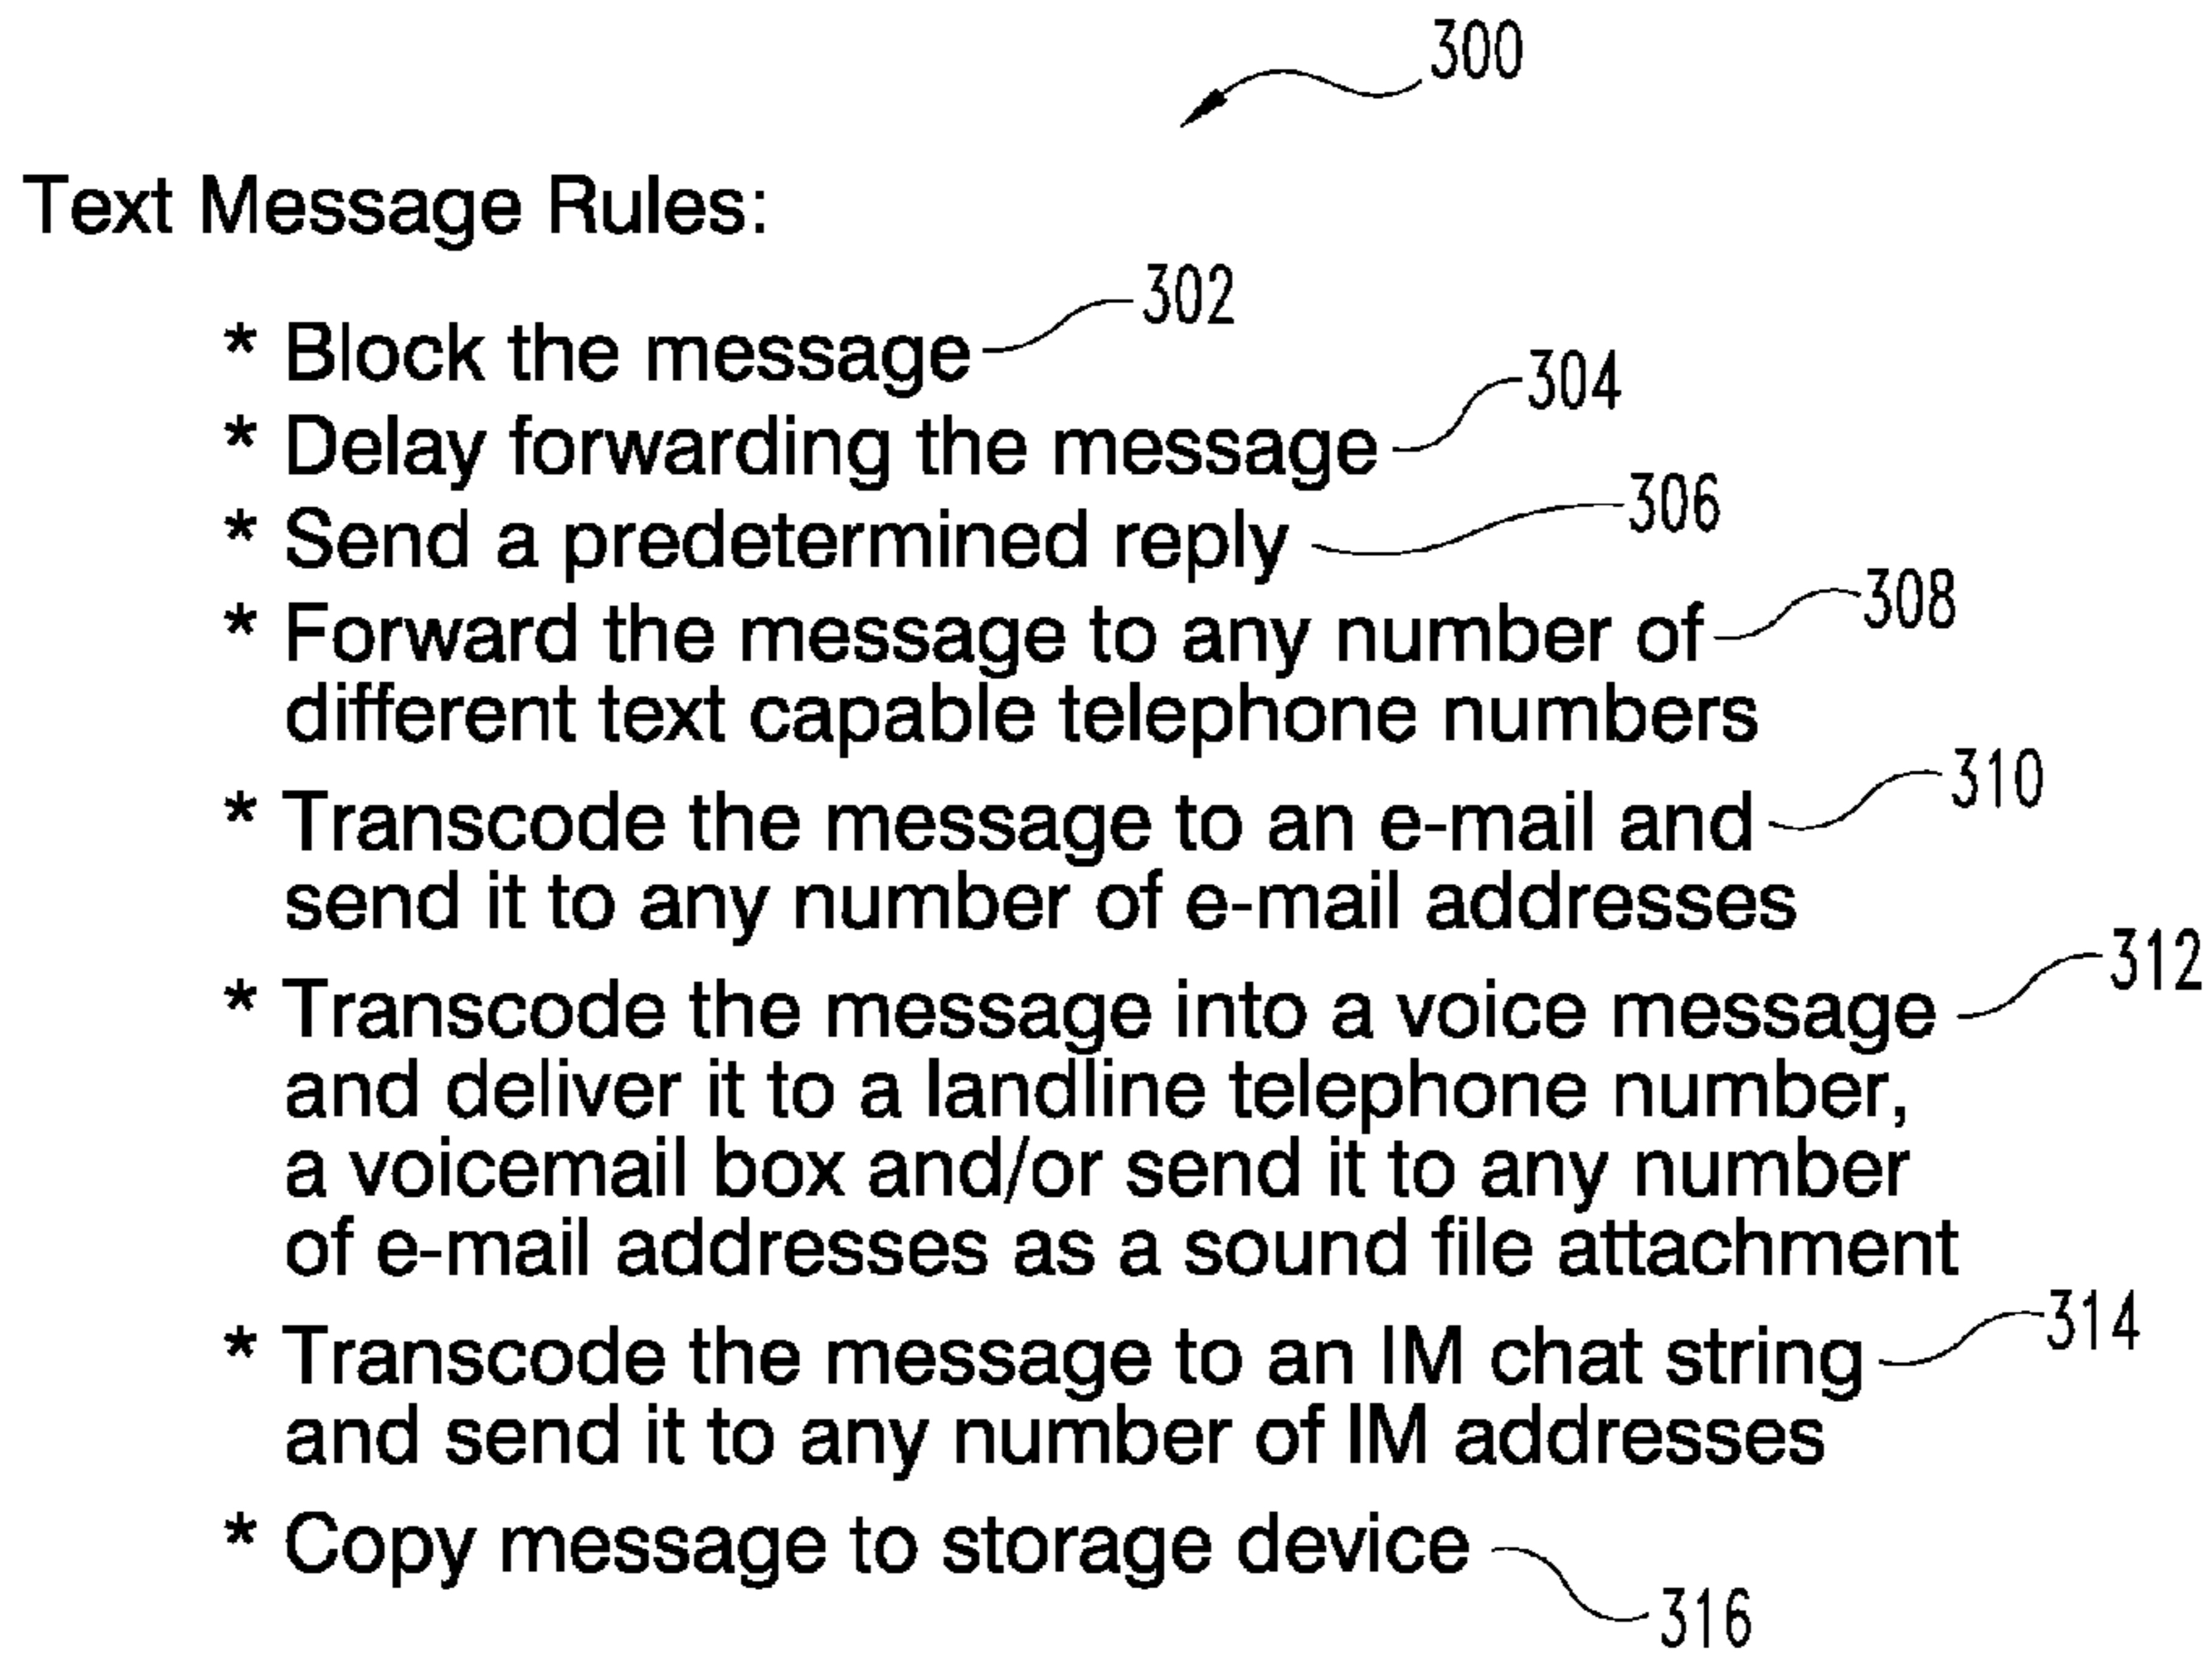 300
Text Message Rules:
* Block the message 302
* Delay forwarding the message 304
* Send a predetermined reply 306
* Forward the message to any number of 308
different text capable telephone numbers
* Transcode the message to an e-mail and 310
send it to any number of e-mail addresses
* Transcode the message into a voice message 312
and deliver it to a landline telephone number,
a voicemail box and/or send it to any number
of e-mail addresses as a sound file attachment
* Transcode the message to an IM chat string 314
and send it to any number of IM addresses
* Copy message to storage device
316